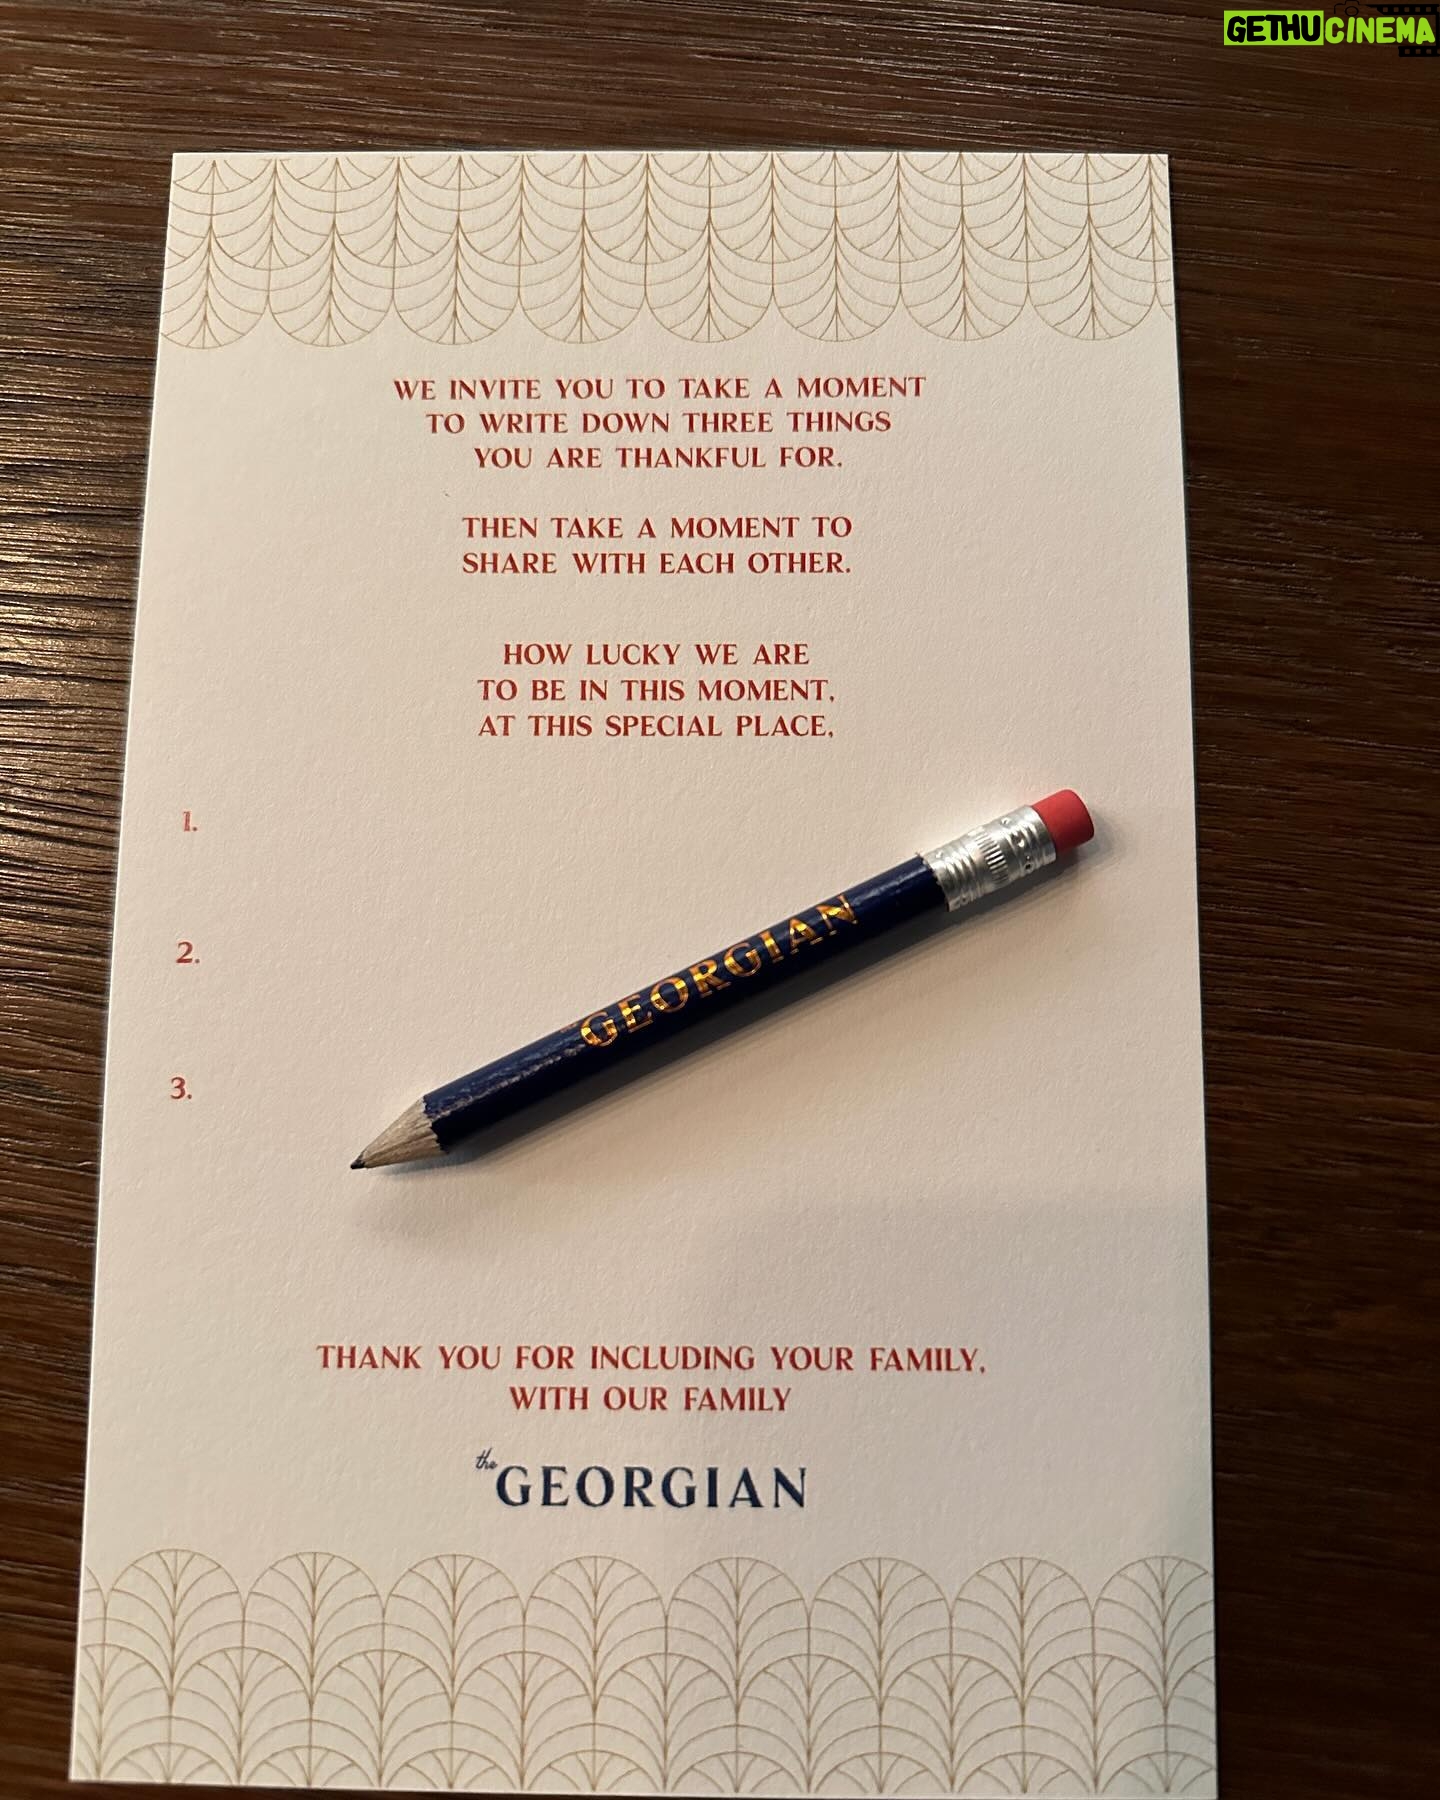 GETHUCINEMA
WE INVITE YOU TO TAKE A MOMENT
TO WRITE DOWN THREE THINGS
YOU ARE THANKFUL FOR.
THEN TAKE A MOMENT TO
SHARE WITH EACH OTHER.
HOW LUCKY WE ARE
TO BE IN THIS MOMENT,
AT THIS SPECIAL PLACE,
1.
2.
the GEORGIAN
3.
THANK YOU FOR INCLUDING YOUR FAMILY,
WITH OUR FAMILY
the GEORGIAN